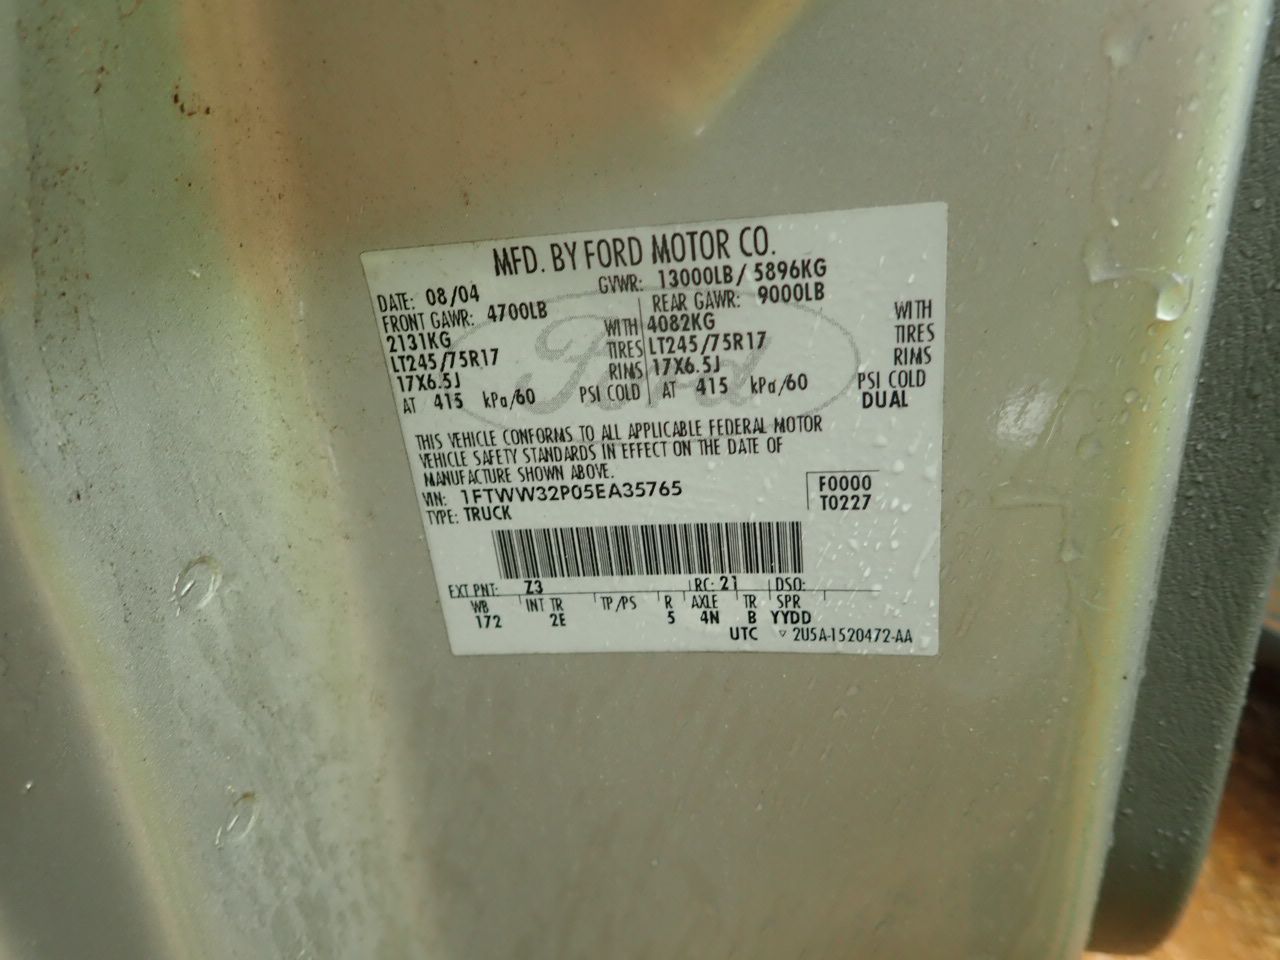 MFD. BY FORD MOTOR CO.
DATE: 08/04 GVWR: 13000LB/ 5896KG
FRONT GAWR: 4700LB REAR GAWR: 9000LB
2131KG WITH 4082KG WITH
LT245/75R17 TIRES LT245/75R17 TIRES
17X6.5J RIMS 17X6.5J RIMS
AT 415 kPa/60 PSI COLD AT 415 kPa/60 PSI COLD
DUAL
Ford
THIS VEHICLE CONFORMS TO ALL APPLICABLE FEDERAL MOTOR
VEHICLE SAFETY STANDARDS IN EFFECT ON THE DATE OF
MANUFACTURE SHOWN ABOVE.
VIN: 1FTWW32P05EA35765 F0000
TYPE: TRUCK T0227
EXT PNT: Z3 RC: 21 DSO:
WB INT TR TP/PS R AXLE TR SPR
172 2E 5 4N B YYDD
UTC ▽ 2U5A-1520472-AA